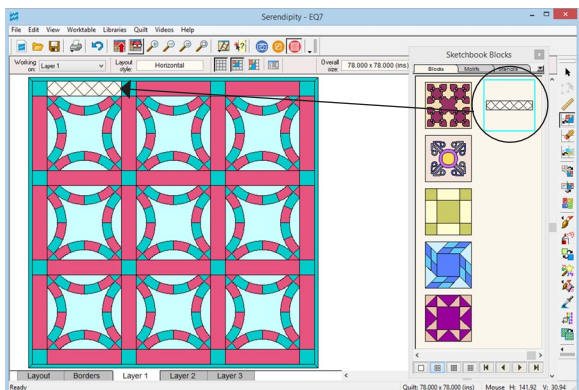 Serendipity - EQ7
File Edit View Worktable Libraries Quilt Videos Help
Working on: Layer 1
Layout style: Horizontal
Overall size: 78.000 x 78.000 (ins)
Sketchbook Blocks
Blocks Motifs Stencils
Layout Borders Layer 1 Layer 2 Layer 3
Ready
Quilt: 78.000 x 78.000 (ins) Mouse H: 141.92 V: 30.94